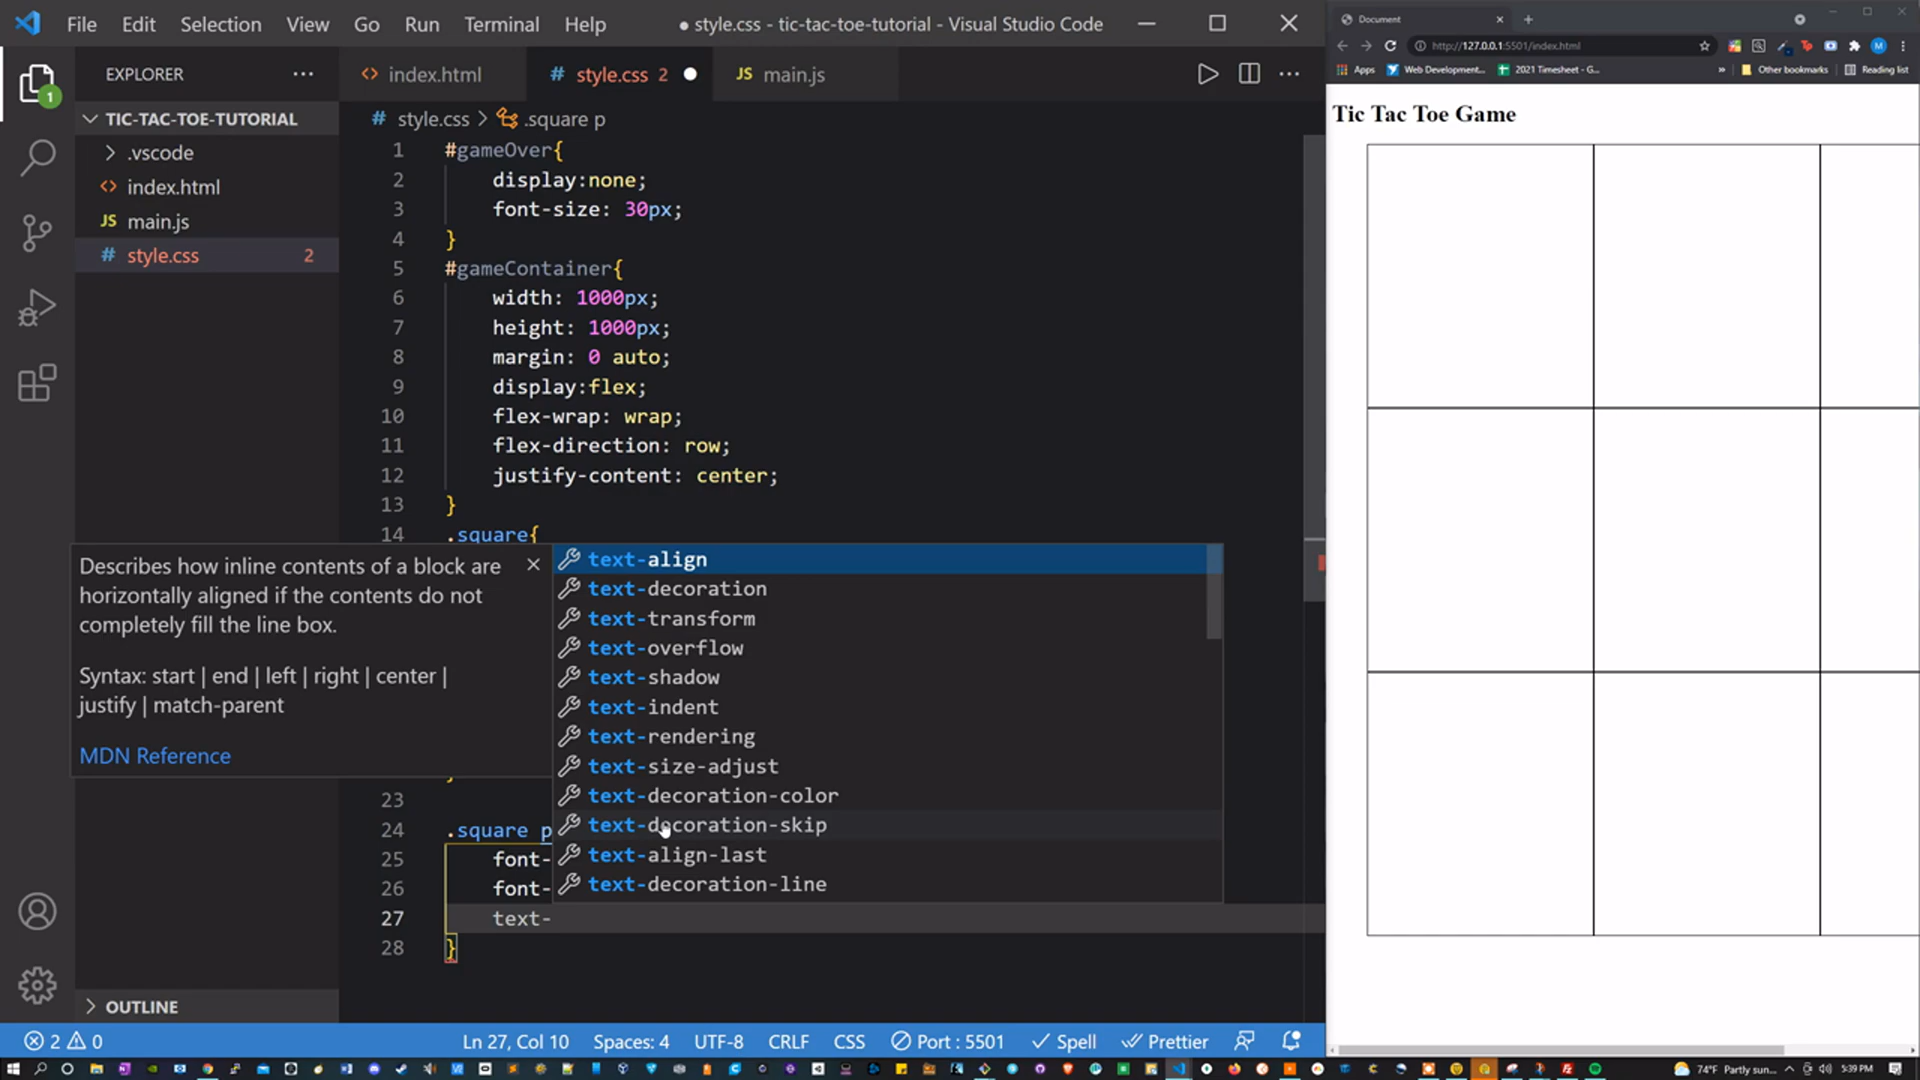 File Edit Selection View Go Run Terminal Help ● style.css - tic-tac-toe-tutorial - Visual Studio Code
EXPLORER
index.html
style.css 2
JS main.js
TIC-TAC-TOE-TUTORIAL
.vscode
index.html
JS main.js
# style.css 2
OUTLINE
# style.css > .square p
1 #gameOver{
2 display:none;
3 font-size: 30px;
4 }
5 #gameContainer{
6 width: 1000px;
7 height: 1000px;
8 margin: 0 auto;
9 display:flex;
10 flex-wrap: wrap;
11 flex-direction: row;
12 justify-content: center;
13 }
14 .square{
Describes how inline contents of a block are
horizontally aligned if the contents do not
completely fill the line box.
Syntax: start | end | left | right | center |
justify | match-parent
MDN Reference
text-align
text-decoration
text-transform
text-overflow
text-shadow
text-indent
text-rendering
text-size-adjust
text-decoration-color
text-decoration-skip
text-align-last
text-decoration-line
23
24 .square p
25 font-
26 font-
27 text-
28 }
2 0
Ln 27, Col 10 Spaces: 4 UTF-8 CRLF CSS Port : 5501 Spell Prettier
Document
http://127.0.0.1:5501/index.html
Apps Web Development... 2021 Timesheet - G... » Other bookmarks Reading list
Tic Tac Toe Game
74°F Partly sun... 5:39 PM